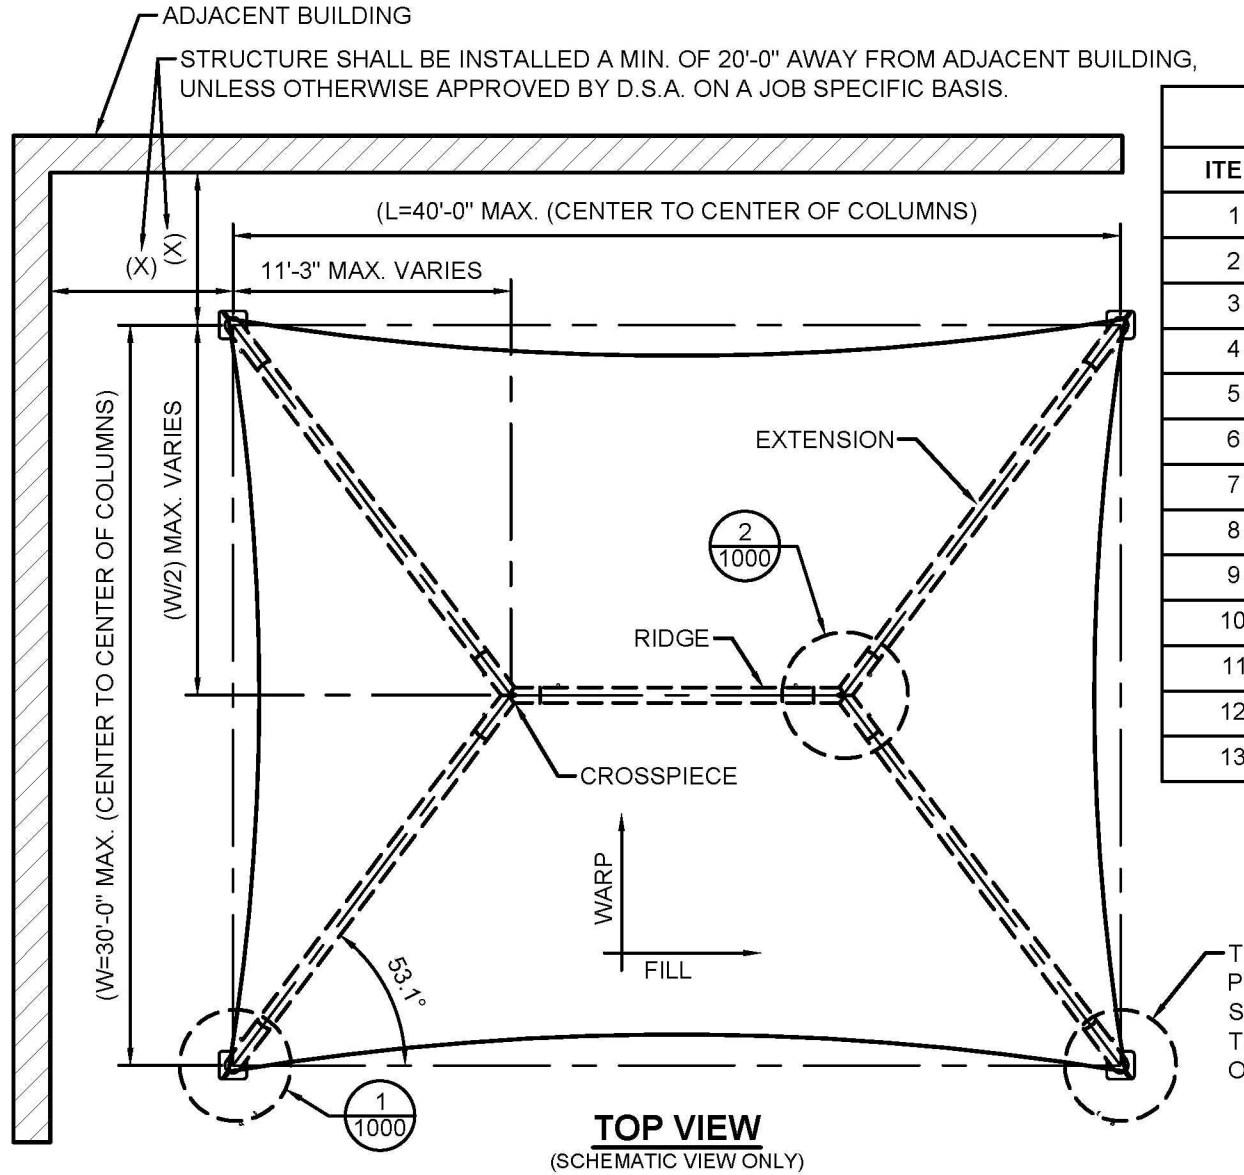 ADJACENT BUILDING
STRUCTURE SHALL BE INSTALLED A MIN. OF 20'-0" AWAY FROM ADJACENT BUILDING,
UNLESS OTHERWISE APPROVED BY D.S.A. ON A JOB SPECIFIC BASIS.
(L=40'-0" MAX. (CENTER TO CENTER OF COLUMNS)
(X)
(X)
11'-3" MAX. VARIES
(W=30'-0" MAX. (CENTER TO CENTER OF COLUMNS)
(W/2) MAX. VARIES
EXTENSION
2
1000
RIDGE
CROSSPIECE
WARP
FILL
53.1°
1
1000
TOP VIEW
(SCHEMATIC VIEW ONLY)
ITE
1
2
3
4
5
6
7
8
9
10
11
12
13
T
P
S
T
O